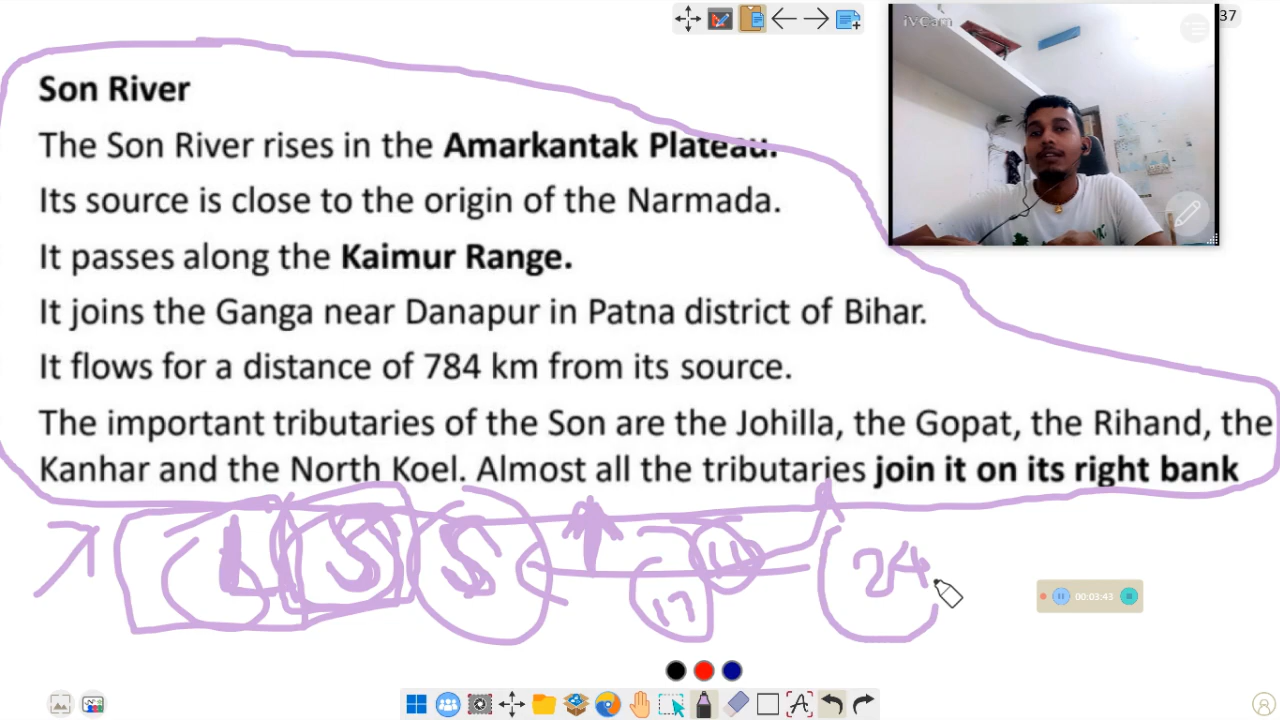 iVCam
37
Son River
The Son River rises in the Amarkantak Plateau.
Its source is close to the origin of the Narmada.
It passes along the Kaimur Range.
It joins the Ganga near Danapur in Patna district of Bihar.
It flows for a distance of 784 km from its source.
The important tributaries of the Son are the Johilla, the Gopat, the Rihand, the
Kanhar and the North Koel. Almost all the tributaries join it on its right bank
24
17
00:03:43